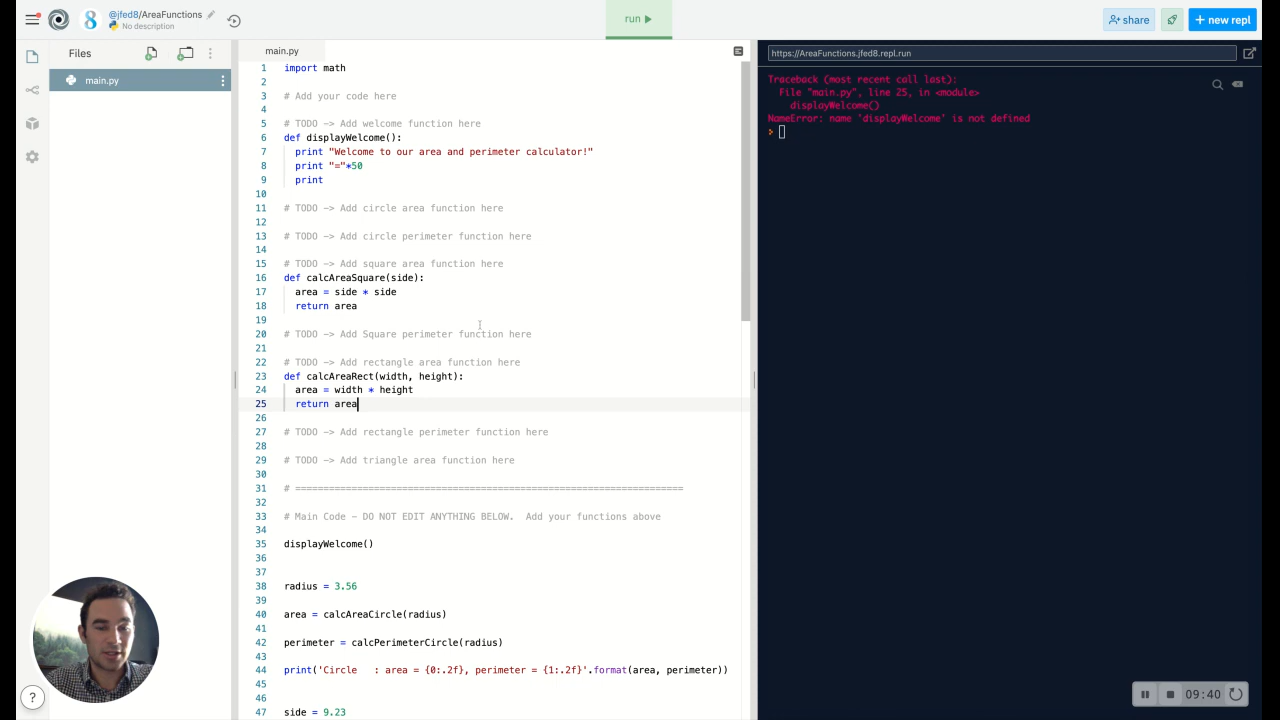 @jfed8/AreaFunctions
No description
run
share
+ new repl
Files
main.py
main.py
https://AreaFunctions.jfed8.repl.run
1 import math
2
3 # Add your code here
4
5 # TODO -> Add welcome function here
6 def displayWelcome():
7 print "Welcome to our area and perimeter calculator!"
8 print "="*50
9 print
10
11 # TODO -> Add circle area function here
12
13 # TODO -> Add circle perimeter function here
14
15 # TODO -> Add square area function here
16 def calcAreaSquare(side):
17 area = side * side
18 return area
19
20 # TODO -> Add Square perimeter function here
21
22 # TODO -> Add rectangle area function here
23 def calcAreaRect(width, height):
24 area = width * height
25 return area
26
27 # TODO -> Add rectangle perimeter function here
28
29 # TODO -> Add triangle area function here
30
31 # =====================================================================
32
33 # Main Code - DO NOT EDIT ANYTHING BELOW. Add your functions above
34
35 displayWelcome()
36
37
38 radius = 3.56
39
40 area = calcAreaCircle(radius)
41
42 perimeter = calcPerimeterCircle(radius)
43
44 print('Circle : area = {0:.2f}, perimeter = {1:.2f}'.format(area, perimeter))
45
46
47 side = 9.23
Traceback (most recent call last):
File "main.py", line 25, in <module>
displayWelcome()
NameError: name 'displayWelcome' is not defined
?
09:40